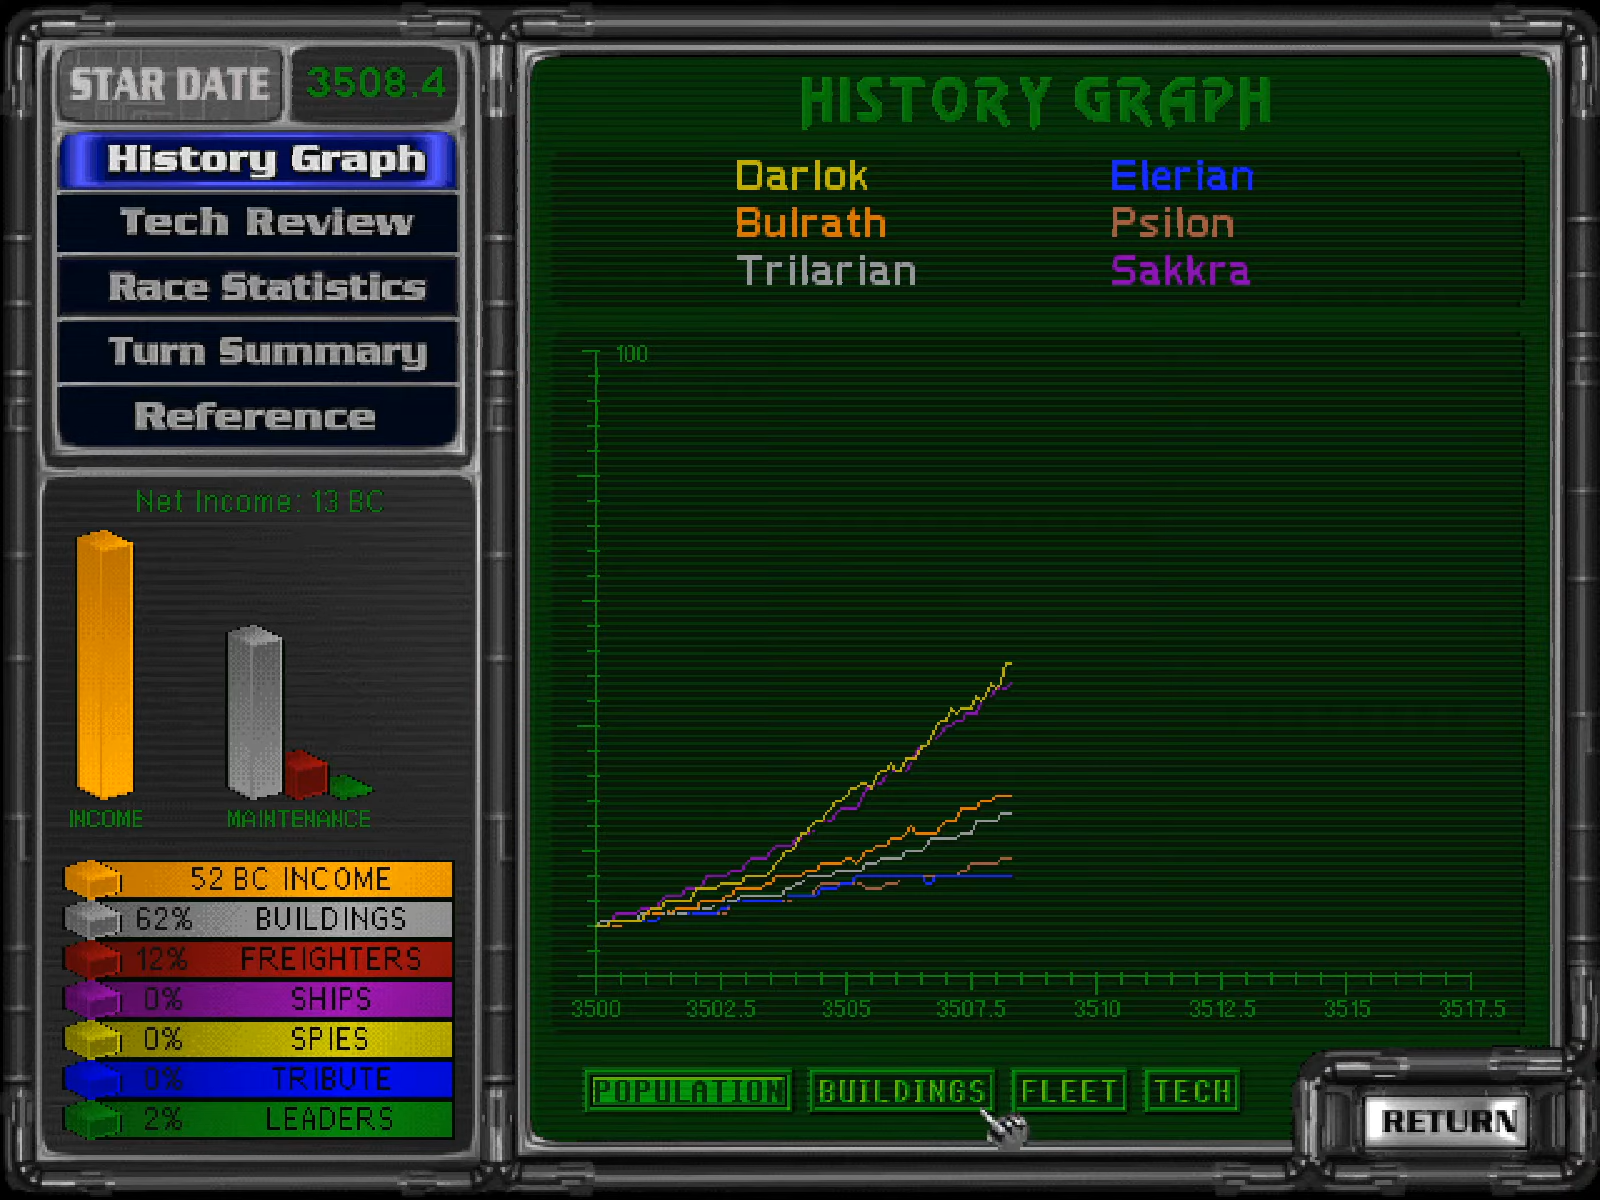 STAR DATE 3508.4
History Graph
Tech Review
Race Statistics
Turn Summary
Reference
Net Income: 13 BC
INCOME MAINTENANCE
52 BC INCOME
62% BUILDINGS
12% FREIGHTERS
0% SHIPS
0% SPIES
0% TRIBUTE
2% LEADERS
HISTORY GRAPH
Darlok Elerian
Bulrath Psilon
Trilarian Sakkra
100
3500 3502.5 3505 3507.5 3510 3512.5 3515 3517.5
POPULATION BUILDINGS FLEET TECH
RETURN